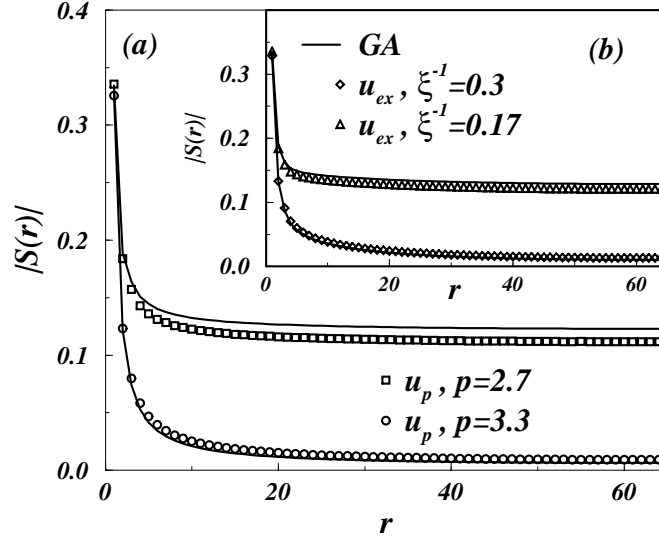 (a)
(b)
GA
u_ex , ξ^-1=0.3
u_ex , ξ^-1=0.17
|S(r)|
0.3
0.2
0.1
0.0
0
20
40
60
r
u_p , p=2.7
u_p , p=3.3
|S(r)|
0.4
0.3
0.2
0.1
0.0
0
20
40
60
r